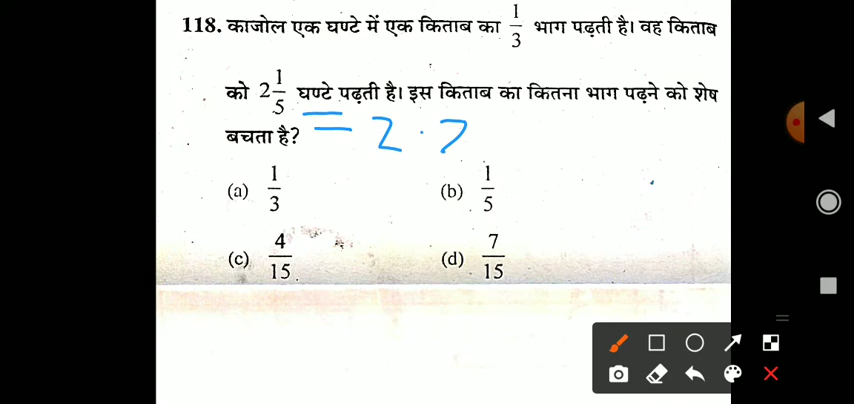 118. काजोल एक घण्टे में एक किताब का 1/3 भाग पढ़ती है। वह किताब
को 2 1/5 घण्टे पढ़ती है। इस किताब का कितना भाग पढ़ने को शेष
बचता है? = 2.2
(a) 1/3 (b) 1/5
(c) 4/15 (d) 7/15